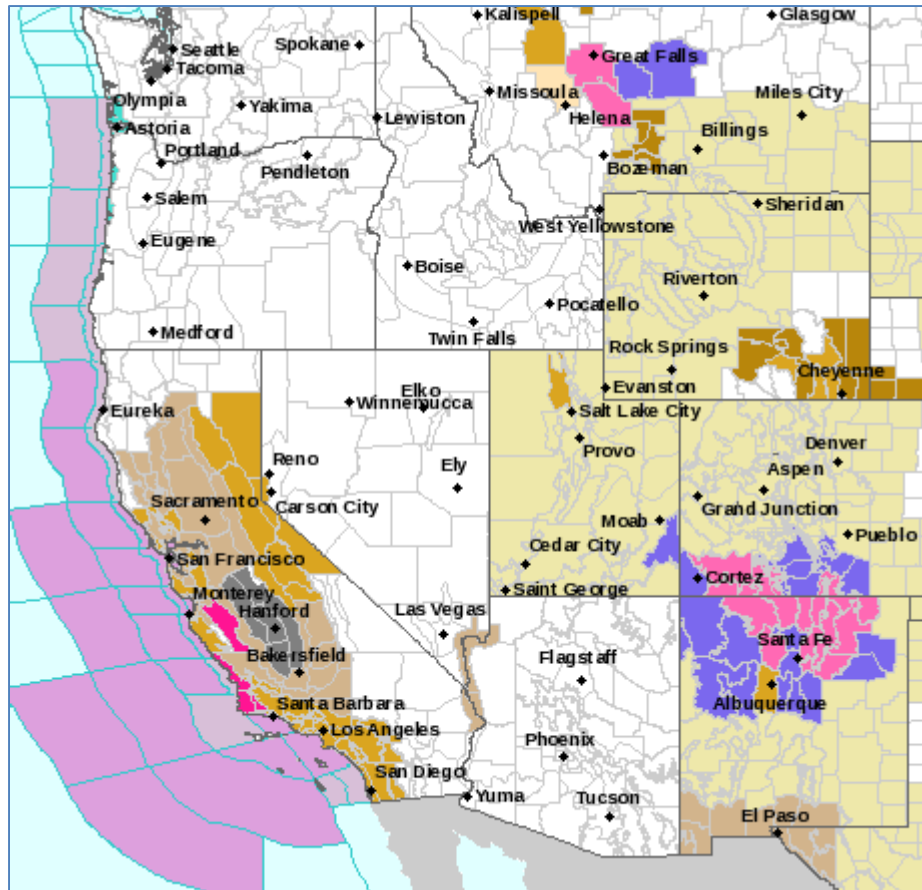 Kalispell
Glasgow
Seattle
Spokane
Tacoma
Great Falls
Missoula
Miles City
Olympia
Yakima
Lewiston
Helena
Astoria
Billings
Portland
Pendleton
Bozeman
Salem
Sheridan
West Yellowstone
Eugene
Boise
Riverton
Pocatello
Medford
Twin Falls
Rock Springs
Cheyenne
Evanston
Elko
Winnemucca
Eureka
Salt Lake City
Provo
Denver
Reno
Ely
Aspen
Sacramento
Carson City
Grand Junction
Moab
Pueblo
San Francisco
Cedar City
Cortez
Saint George
Monterey
Hanford
Las Vegas
Santa Fe
Flagstaff
Bakersfield
Albuquerque
Santa Barbara
Los Angeles
Phoenix
San Diego
Yuma
Tucson
El Paso